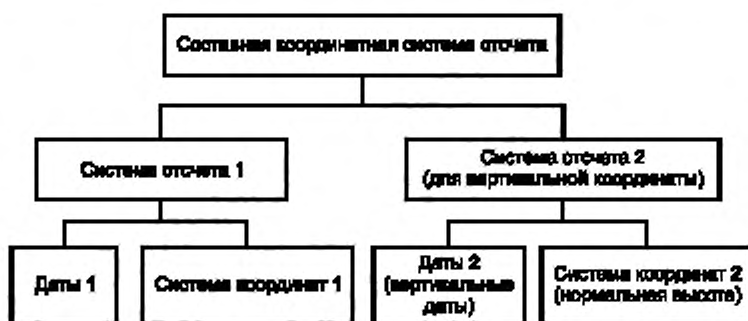 Составная координатная система отсчета
Система отсчета 1
Система отсчета 2
(для вертикальной координаты)
Даты 1
Система координат 1
Даты 2
(вертикальные
даты)
Система координат 2
(нормальная высота)